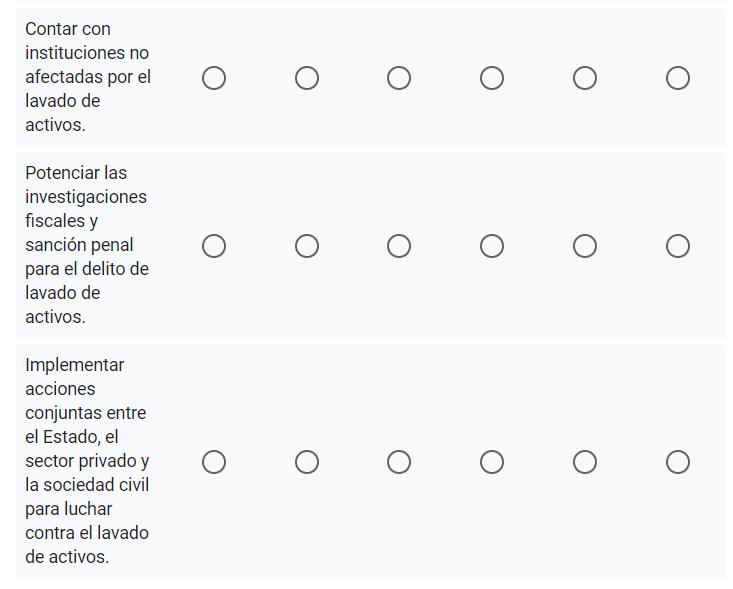 Contar con
instituciones no
afectadas por el
lavado de
activos.
Potenciar las
investigaciones
fiscales y
sanción penal
para el delito de
lavado de
activos.
Implementar
acciones
conjuntas entre
el Estado, el
sector privado y
la sociedad civil
para luchar
contra el lavado
de activos.